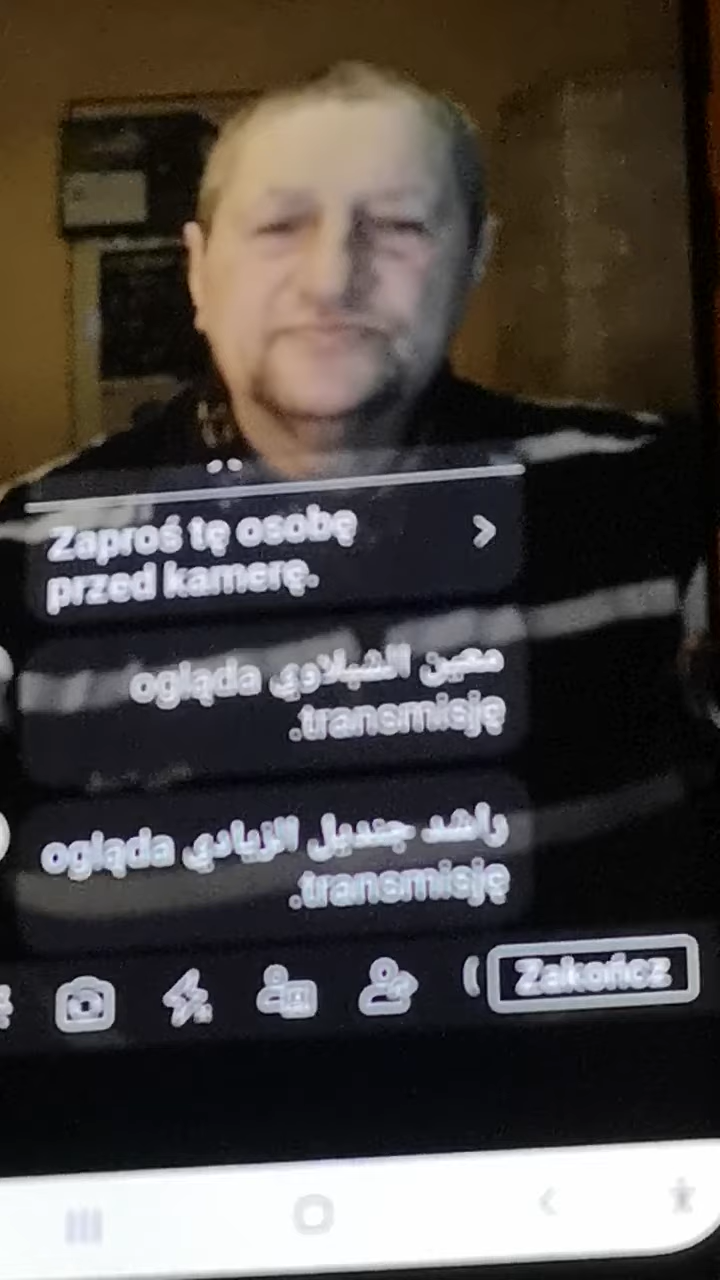 Zaproś tę osobę
przed kamerę.
معين الشبلاوي ogląda
transmisję.
راشد جنديل الزيادي ogląda
transmisję.
Zakończ